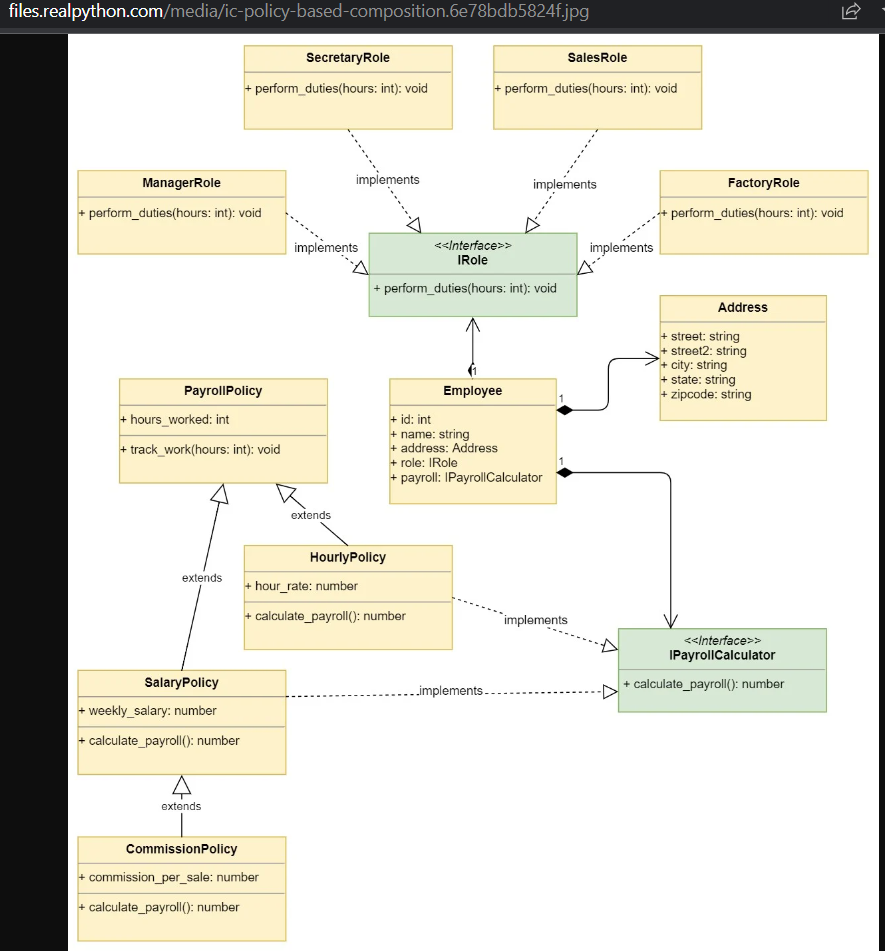 files.realpython.com/media/ic-policy-based-composition.6e78bdb5824f.jpg
SecretaryRole
+ perform_duties(hours: int): void
SalesRole
+ perform_duties(hours: int): void
implements
implements
ManagerRole
+ perform_duties(hours: int): void
FactoryRole
+ perform_duties(hours: int): void
implements
implements
<<Interface>>
IRole
+ perform_duties(hours: int): void
Address
+ street: string
+ street2: string
+ city: string
+ state: string
+ zipcode: string
1
PayrollPolicy
+ hours_worked: int
+ track_work(hours: int): void
Employee
+ id: int
+ name: string
+ address: Address
+ role: IRole
+ payroll: IPayrollCalculator
1
1
extends
extends
HourlyPolicy
+ hour_rate: number
+ calculate_payroll(): number
implements
<<Interface>>
IPayrollCalculator
+ calculate_payroll(): number
SalaryPolicy
+ weekly_salary: number
+ calculate_payroll(): number
implements
extends
CommissionPolicy
+ commission_per_sale: number
+ calculate_payroll(): number